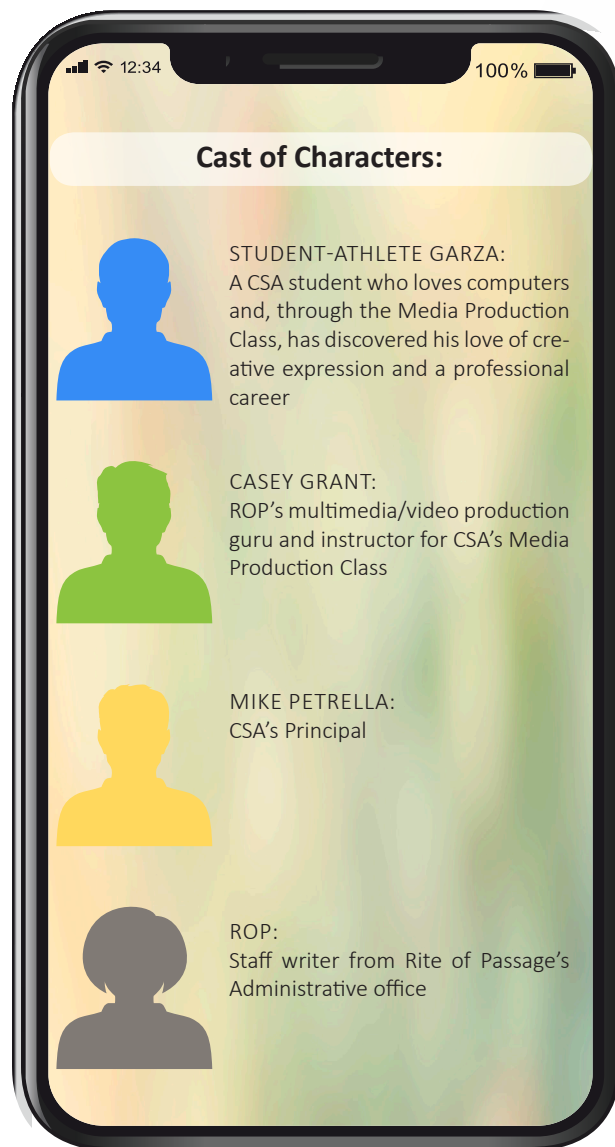 12:34
100%
Cast of Characters:
STUDENT-ATHLETE GARZA:
A CSA student who loves computers
and, through the Media Production
Class, has discovered his love of cre-
ative expression and a professional
career
CASEY GRANT:
ROP's multimedia/video production
guru and instructor for CSA's Media
Production Class
MIKE PETRELLA:
CSA's Principal
ROP:
Staff writer from Rite of Passage's
Administrative office